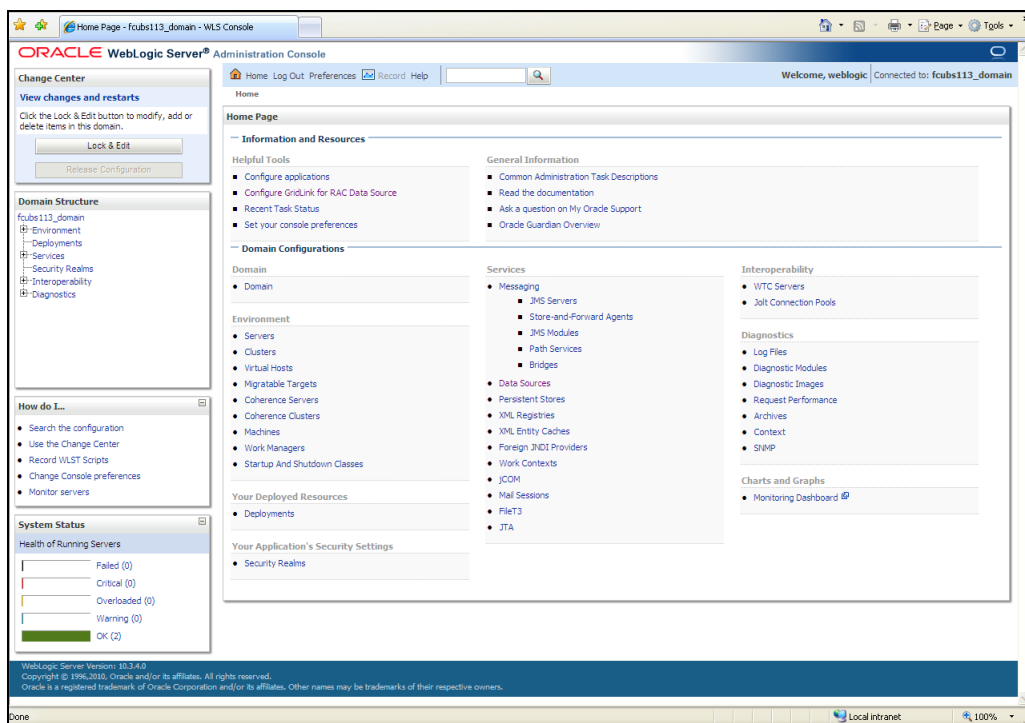 Home Page - fcubs113_domain - WLS Console
Page
Tools
ORACLE WebLogic Server® Administration Console
Change Center
View changes and restarts
Click the Lock & Edit button to modify, add or
delete items in this domain.
Lock & Edit
Release Configuration
Domain Structure
fcubs113_domain
Environment
Deployments
Services
Security Realms
Interoperability
Diagnostics
How do I...
Search the configuration
Use the Change Center
Record WLST Scripts
Change Console preferences
Monitor servers
System Status
Health of Running Servers
Failed (0)
Critical (0)
Overloaded (0)
Warning (0)
OK (2)
Home Log Out Preferences Record Help
Welcome, weblogic Connected to: fcubs113_domain
Home
Home Page
Information and Resources
Helpful Tools
Configure applications
Configure GridLink for RAC Data Source
Recent Task Status
Set your console preferences
General Information
Common Administration Task Descriptions
Read the documentation
Ask a question on My Oracle Support
Oracle Guardian Overview
Domain Configurations
Domain
Domain
Environment
Servers
Clusters
Virtual Hosts
Migratable Targets
Coherence Servers
Coherence Clusters
Machines
Work Managers
Startup And Shutdown Classes
Your Deployed Resources
Deployments
Your Application's Security Settings
Security Realms
Services
Messaging
JMS Servers
Store-and-Forward Agents
JMS Modules
Path Services
Bridges
Data Sources
Persistent Stores
XML Registries
XML Entity Caches
Foreign JNDI Providers
Work Contexts
jCOM
Mail Sessions
FileT3
JTA
Interoperability
WTC Servers
Jolt Connection Pools
Diagnostics
Log Files
Diagnostic Modules
Diagnostic Images
Request Performance
Archives
Context
SNMP
Charts and Graphs
Monitoring Dashboard
WebLogic Server Version: 10.3.4.0
Copyright © 1996,2010, Oracle and/or its affiliates. All rights reserved.
Oracle is a registered trademark of Oracle Corporation and/or its affiliates. Other names may be trademarks of their respective owners.
Done
Local intranet
100%